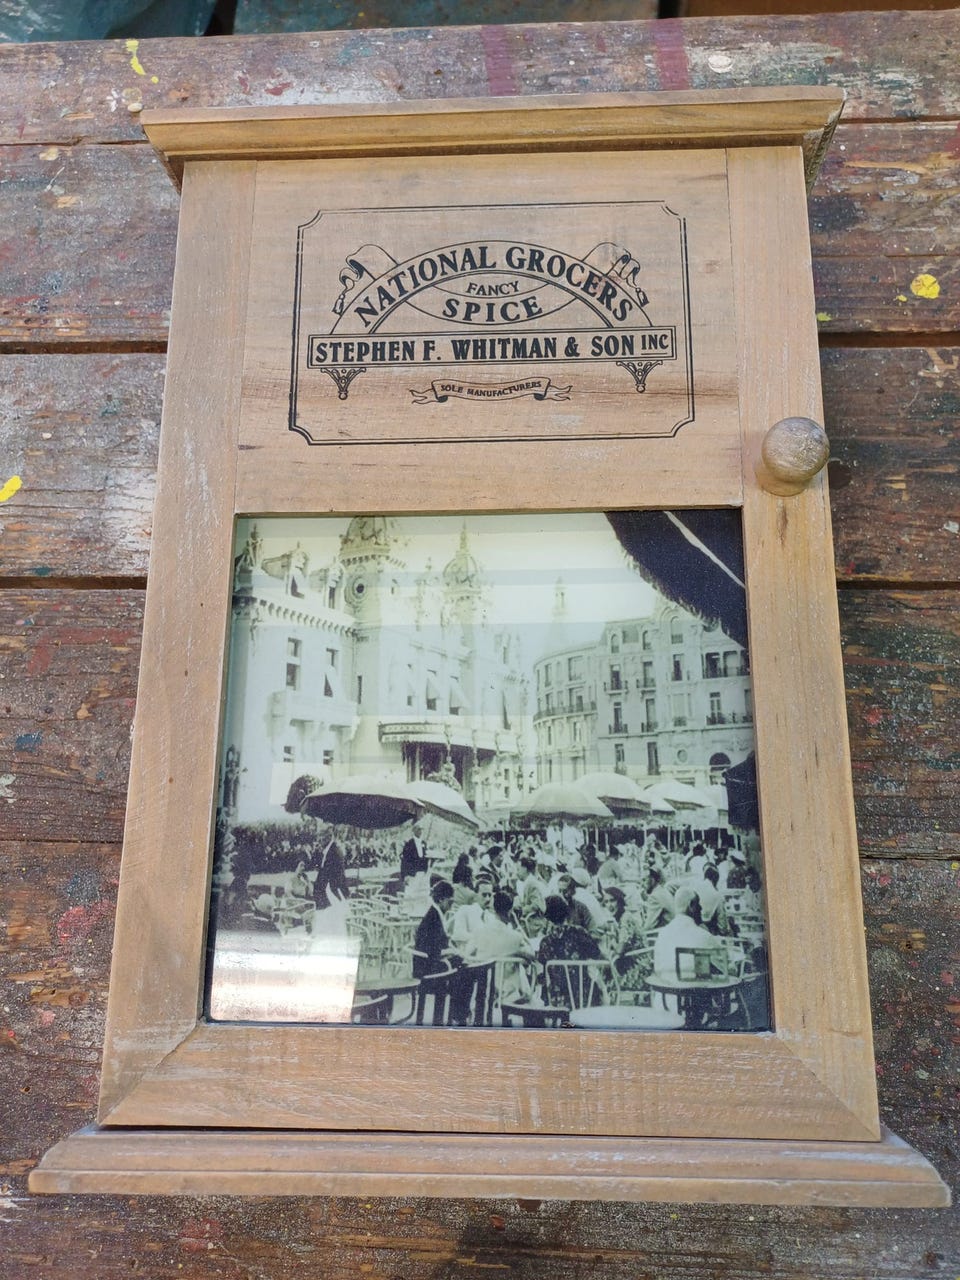 NATIONAL GROCERS
FANCY
SPICE
STEPHEN F. WHITMAN & SON INC
SOLE MANUFACTURERS